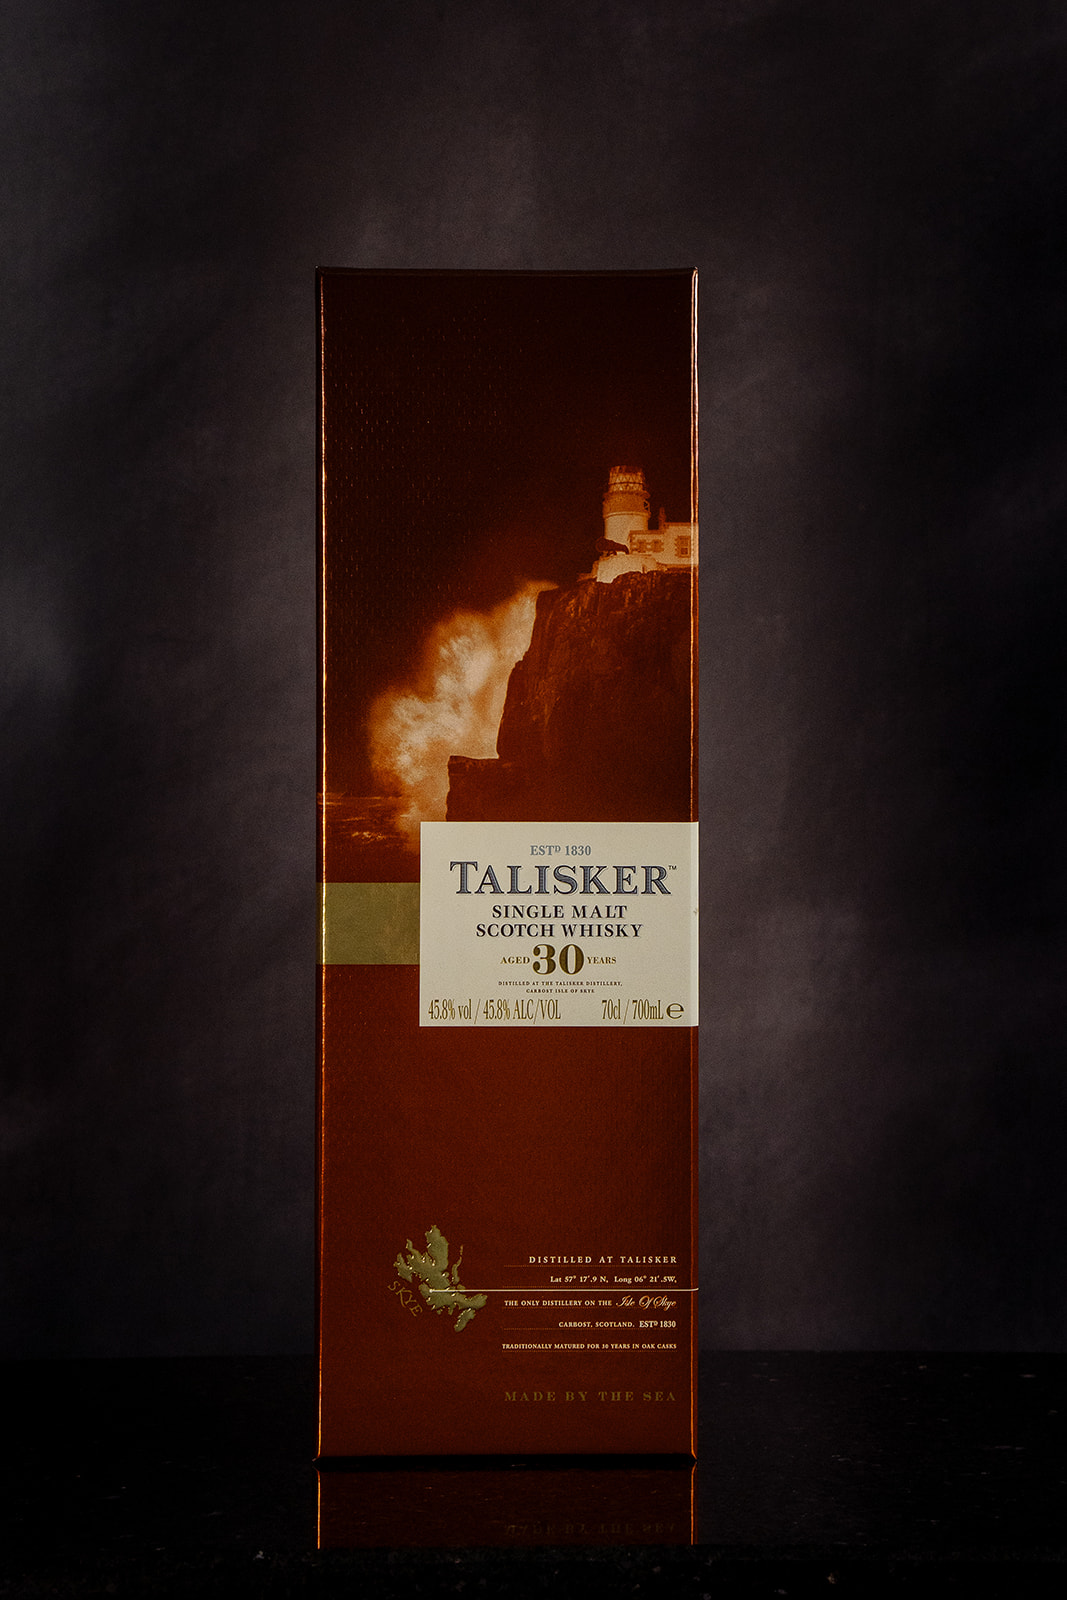 ESTD 1830
TALISKER™
SINGLE MALT
SCOTCH WHISKY
AGED 30 YEARS
DISTILLED AT THE TALISKER DISTILLERY,
CARBOST ISLE OF SKYE
45.8% vol / 45.8% ALC/VOL 70cl / 700mL ℮
SKYE
DISTILLED AT TALISKER
Lat 57° 17'.9 N, Long 06° 21'.5W,
THE ONLY DISTILLERY ON THE Isle Of Skye
CARBOST, SCOTLAND. ESTD 1830
TRADITIONALLY MATURED FOR 30 YEARS IN OAK CASKS
MADE BY THE SEA